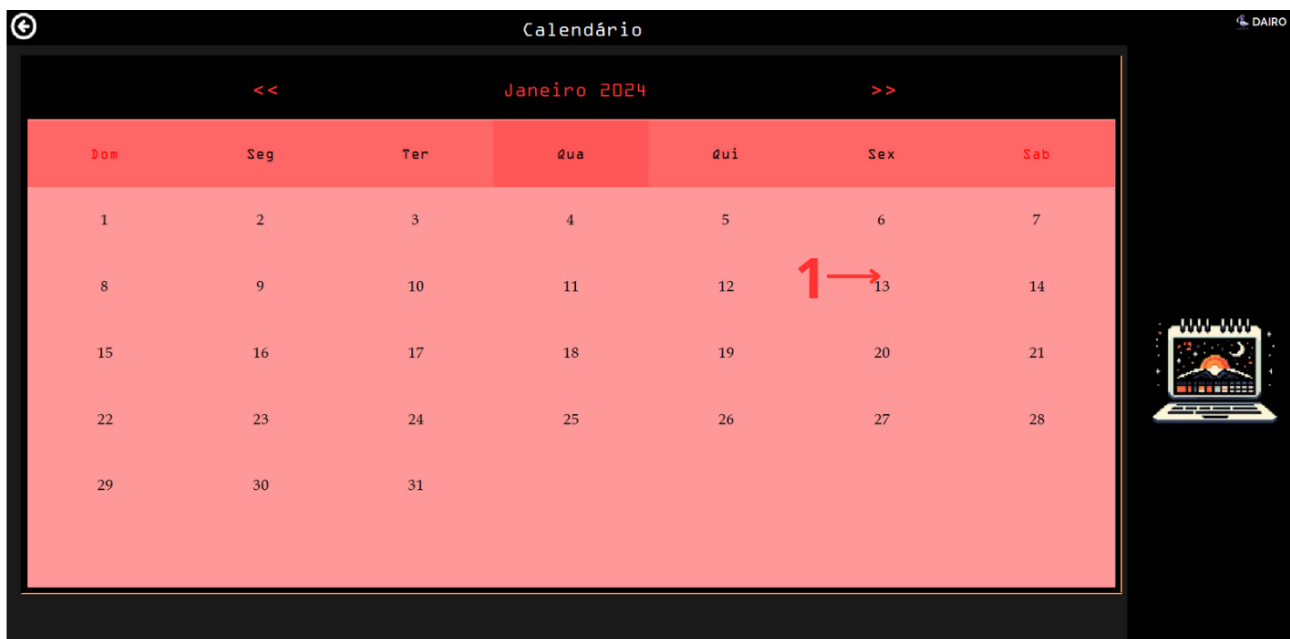 Calendário
DAIRO
<< Janeiro 2024 >>
Dom Seg Ter Qua Qui Sex Sab
1 2 3 4 5 6 7
8 9 10 11 12 1 13 14
15 16 17 18 19 20 21
22 23 24 25 26 27 28
29 30 31